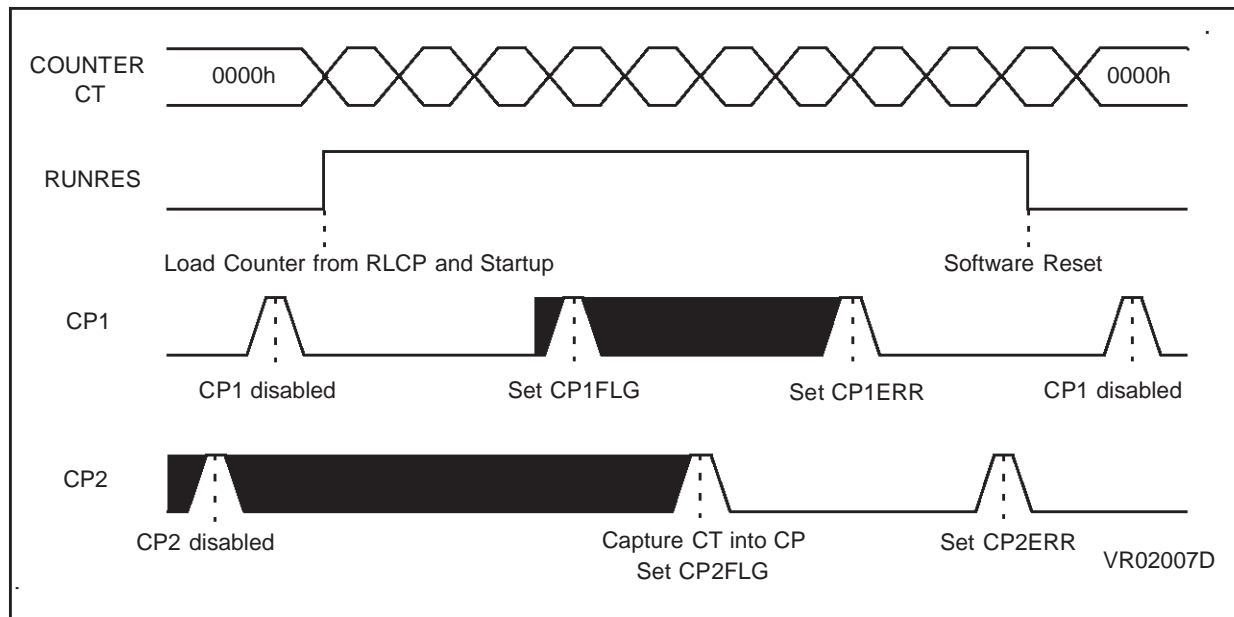 COUNTER
CT
0000h
0000h
RUNRES
Load Counter from RLCP and Startup
Software Reset
CP1
CP1 disabled
Set CP1FLG
Set CP1ERR
CP1 disabled
CP2
CP2 disabled
Capture CT into CP
Set CP2FLG
Set CP2ERR
VR02007D